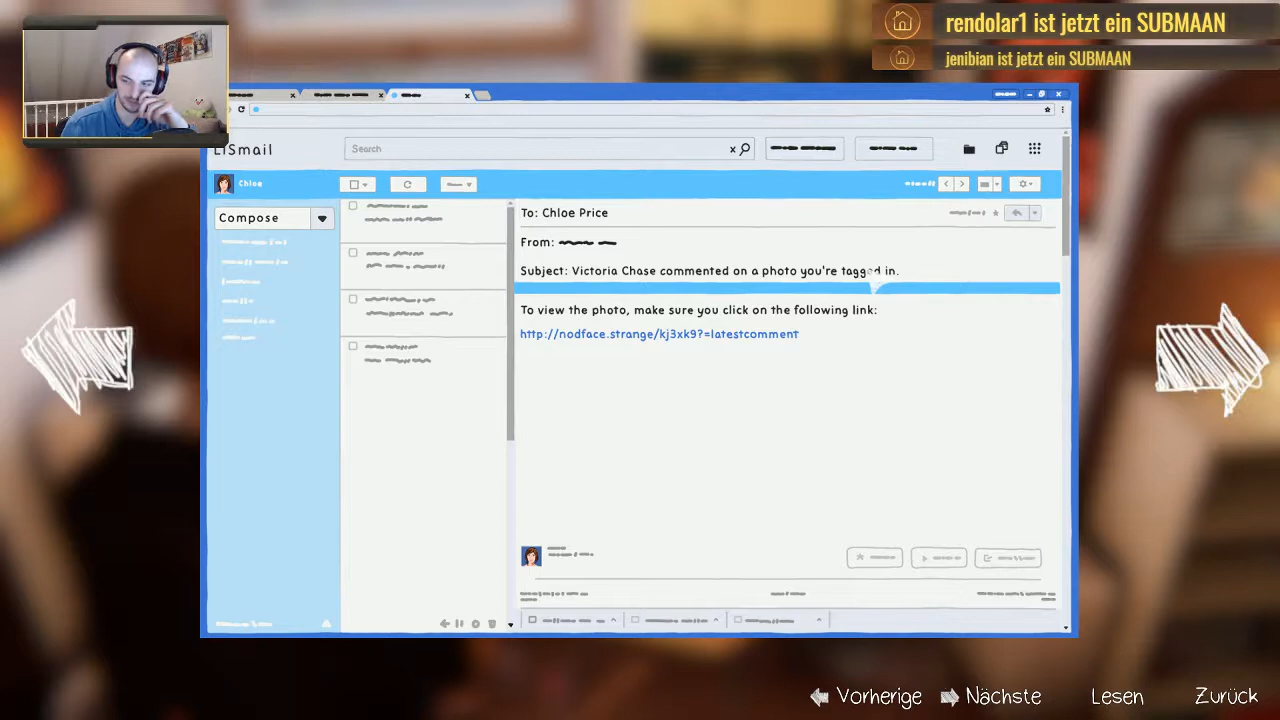 rendolar1 ist jetzt ein SUBMAAN
jenibian ist jetzt ein SUBMAAN
LISmail
Search
Chloe
Compose
To: Chloe Price
From:
Subject: Victoria Chase commented on a photo you're tagged in.
To view the photo, make sure you click on the following link:
http://nodface.strange/kj3xk9?=latestcomment
Vorherige
Nächste
Lesen
Zurück